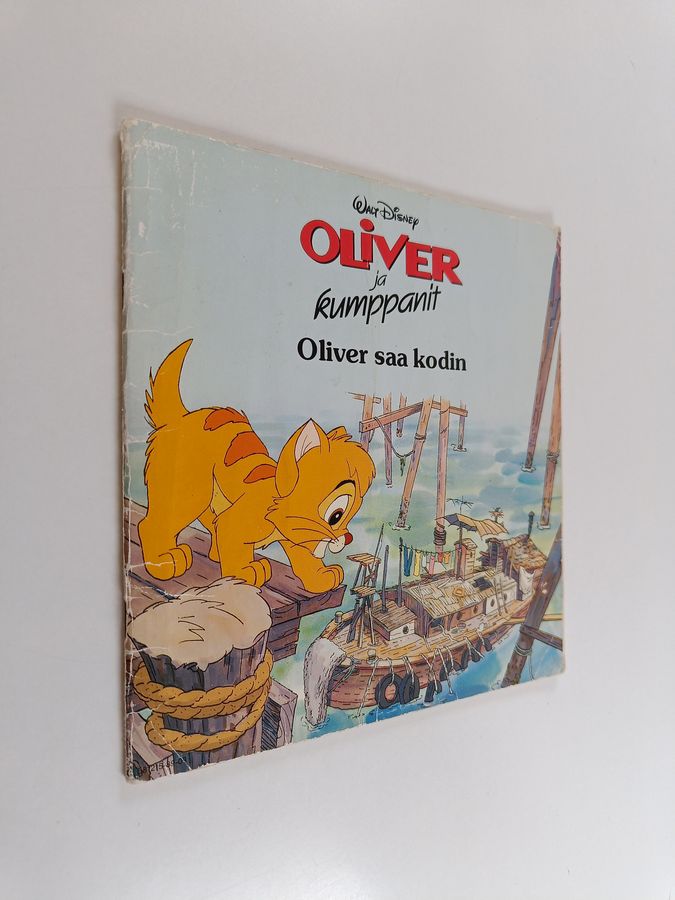 WALT DISNEY
OLiVER
ja
kumppanit
Oliver saa kodin